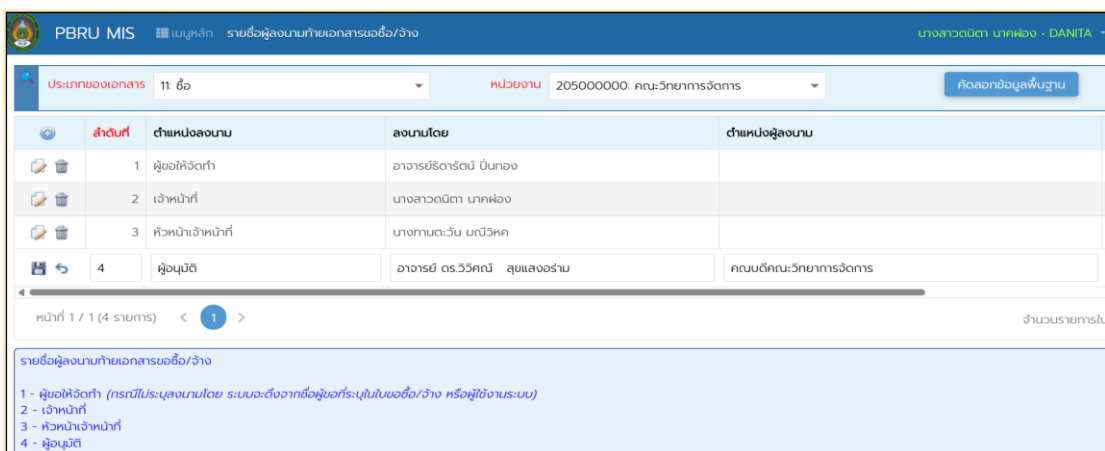 PBRU MIS เมนูหลัก รายชื่อผู้ลงนามท้ายเอกสารขอซื้อ/จ้าง นางสาวดนิตา นาคผ่อง - DANITA
ประเภทของเอกสาร 11: ซื้อ หน่วยงาน 205000000: คณะวิทยาการจัดการ คัดลอกข้อมูลพื้นฐาน
ลำดับที่ ตำแหน่งลงนาม ลงนามโดย ตำแหน่งผู้ลงนาม
1 ผู้ขอให้จัดทำ อาจารย์ธิดารัตน์ ปิ่นทอง
2 เจ้าหน้าที่ นางสาวดนิตา นาคผ่อง
3 หัวหน้าเจ้าหน้าที่ นางทานตะวัน มณีวิหค
4 ผู้อนุมัติ อาจารย์ ดร.วิวิศณ์ สุขแสงอร่าม คณบดีคณะวิทยาการจัดการ
หน้าที่ 1 / 1 (4 รายการ) < 1 > จำนวนรายการใน
รายชื่อผู้ลงนามท้ายเอกสารขอซื้อ/จ้าง
1 - ผู้ขอให้จัดทำ (กรณีไม่ระบุลงนามโดย ระบบจะดึงจากชื่อผู้ขอที่ระบุในใบขอซื้อ/จ้าง หรือผู้ใช้งานระบบ)
2 - เจ้าหน้าที่
3 - หัวหน้าเจ้าหน้าที่
4 - ผู้อนุมัติ